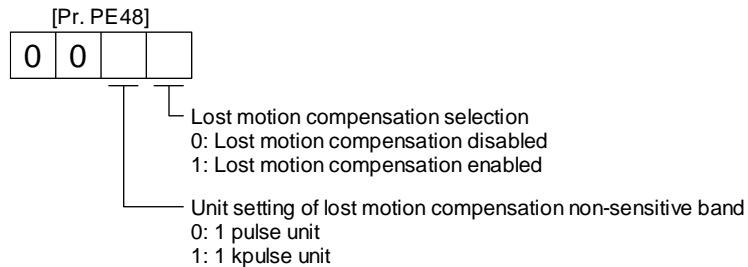 [Pr. PE48]
0 0
Lost motion compensation selection
0: Lost motion compensation disabled
1: Lost motion compensation enabled
Unit setting of lost motion compensation non-sensitive band
0: 1 pulse unit
1: 1 kpulse unit